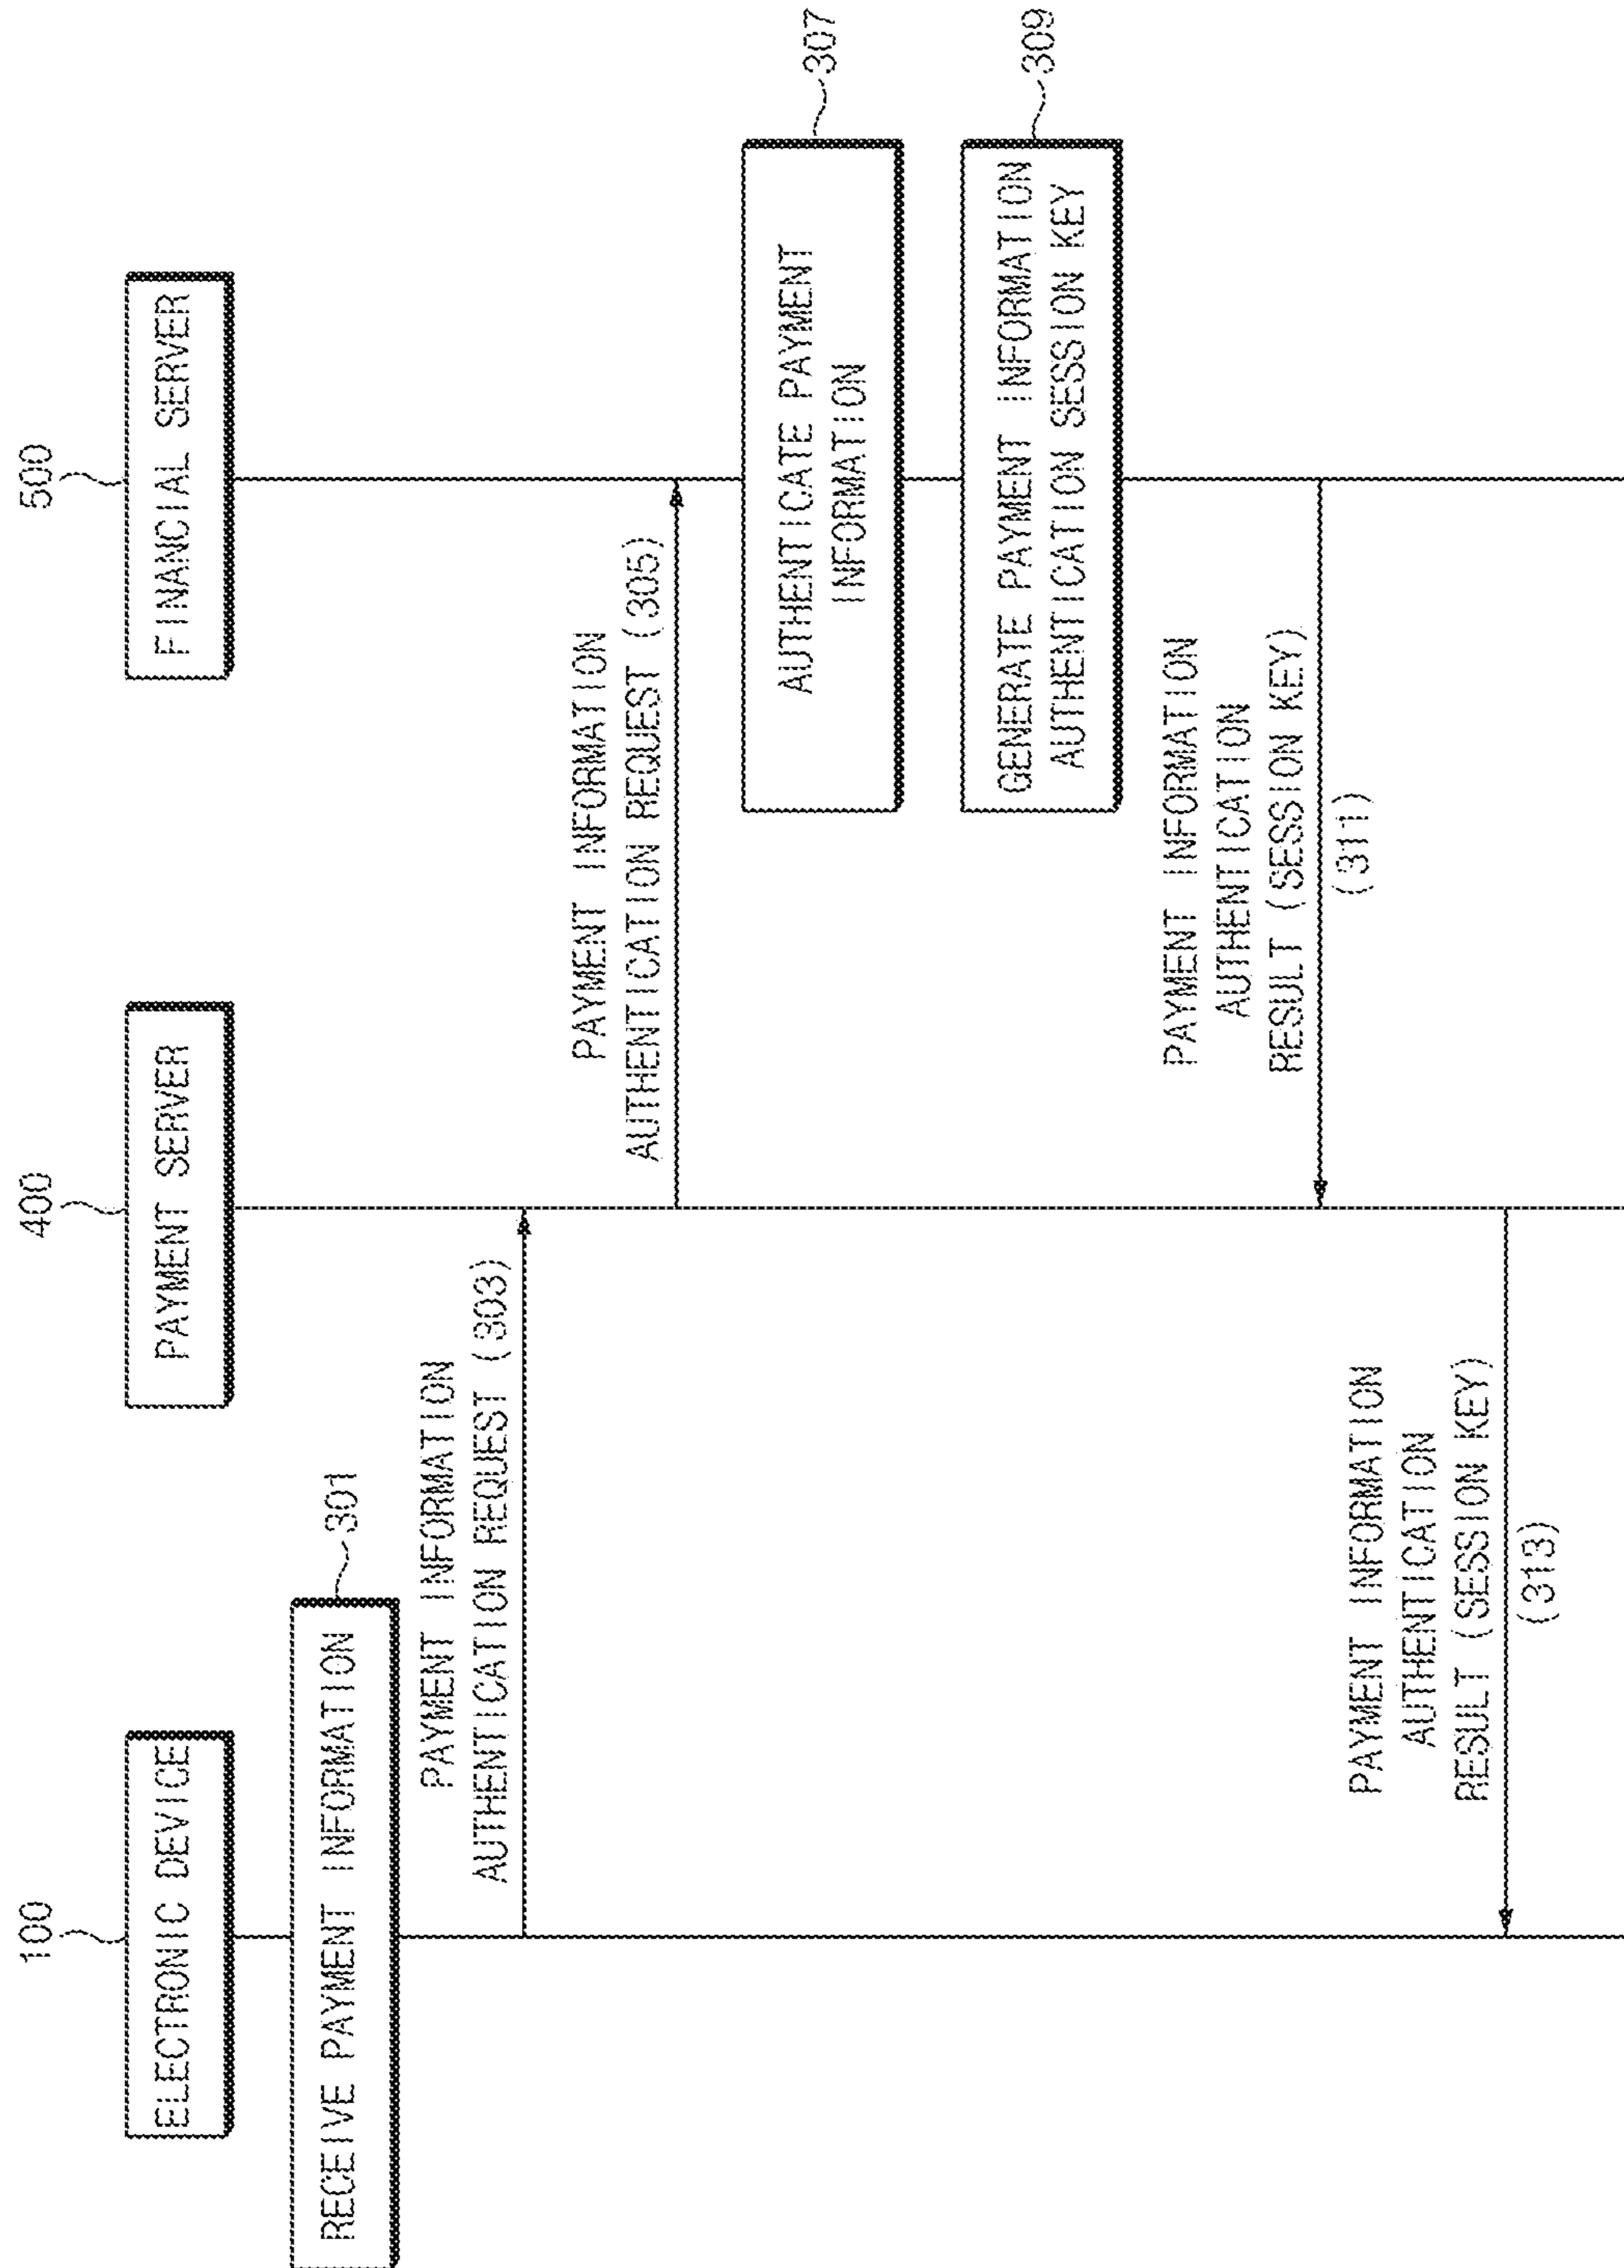 100
400
500
ELECTRONIC DEVICE
PAYMENT SERVER
FINANCIAL SERVER
RECEIVE PAYMENT INFORMATION
301
PAYMENT INFORMATION
AUTHENTICATION REQUEST (303)
PAYMENT INFORMATION
AUTHENTICATION REQUEST (305)
AUTHENTICATE PAYMENT
INFORMATION
307
GENERATE PAYMENT INFORMATION
AUTHENTICATION SESSION KEY
309
PAYMENT INFORMATION
AUTHENTICATION
RESULT (SESSION KEY)
(311)
PAYMENT INFORMATION
AUTHENTICATION
RESULT (SESSION KEY)
(313)